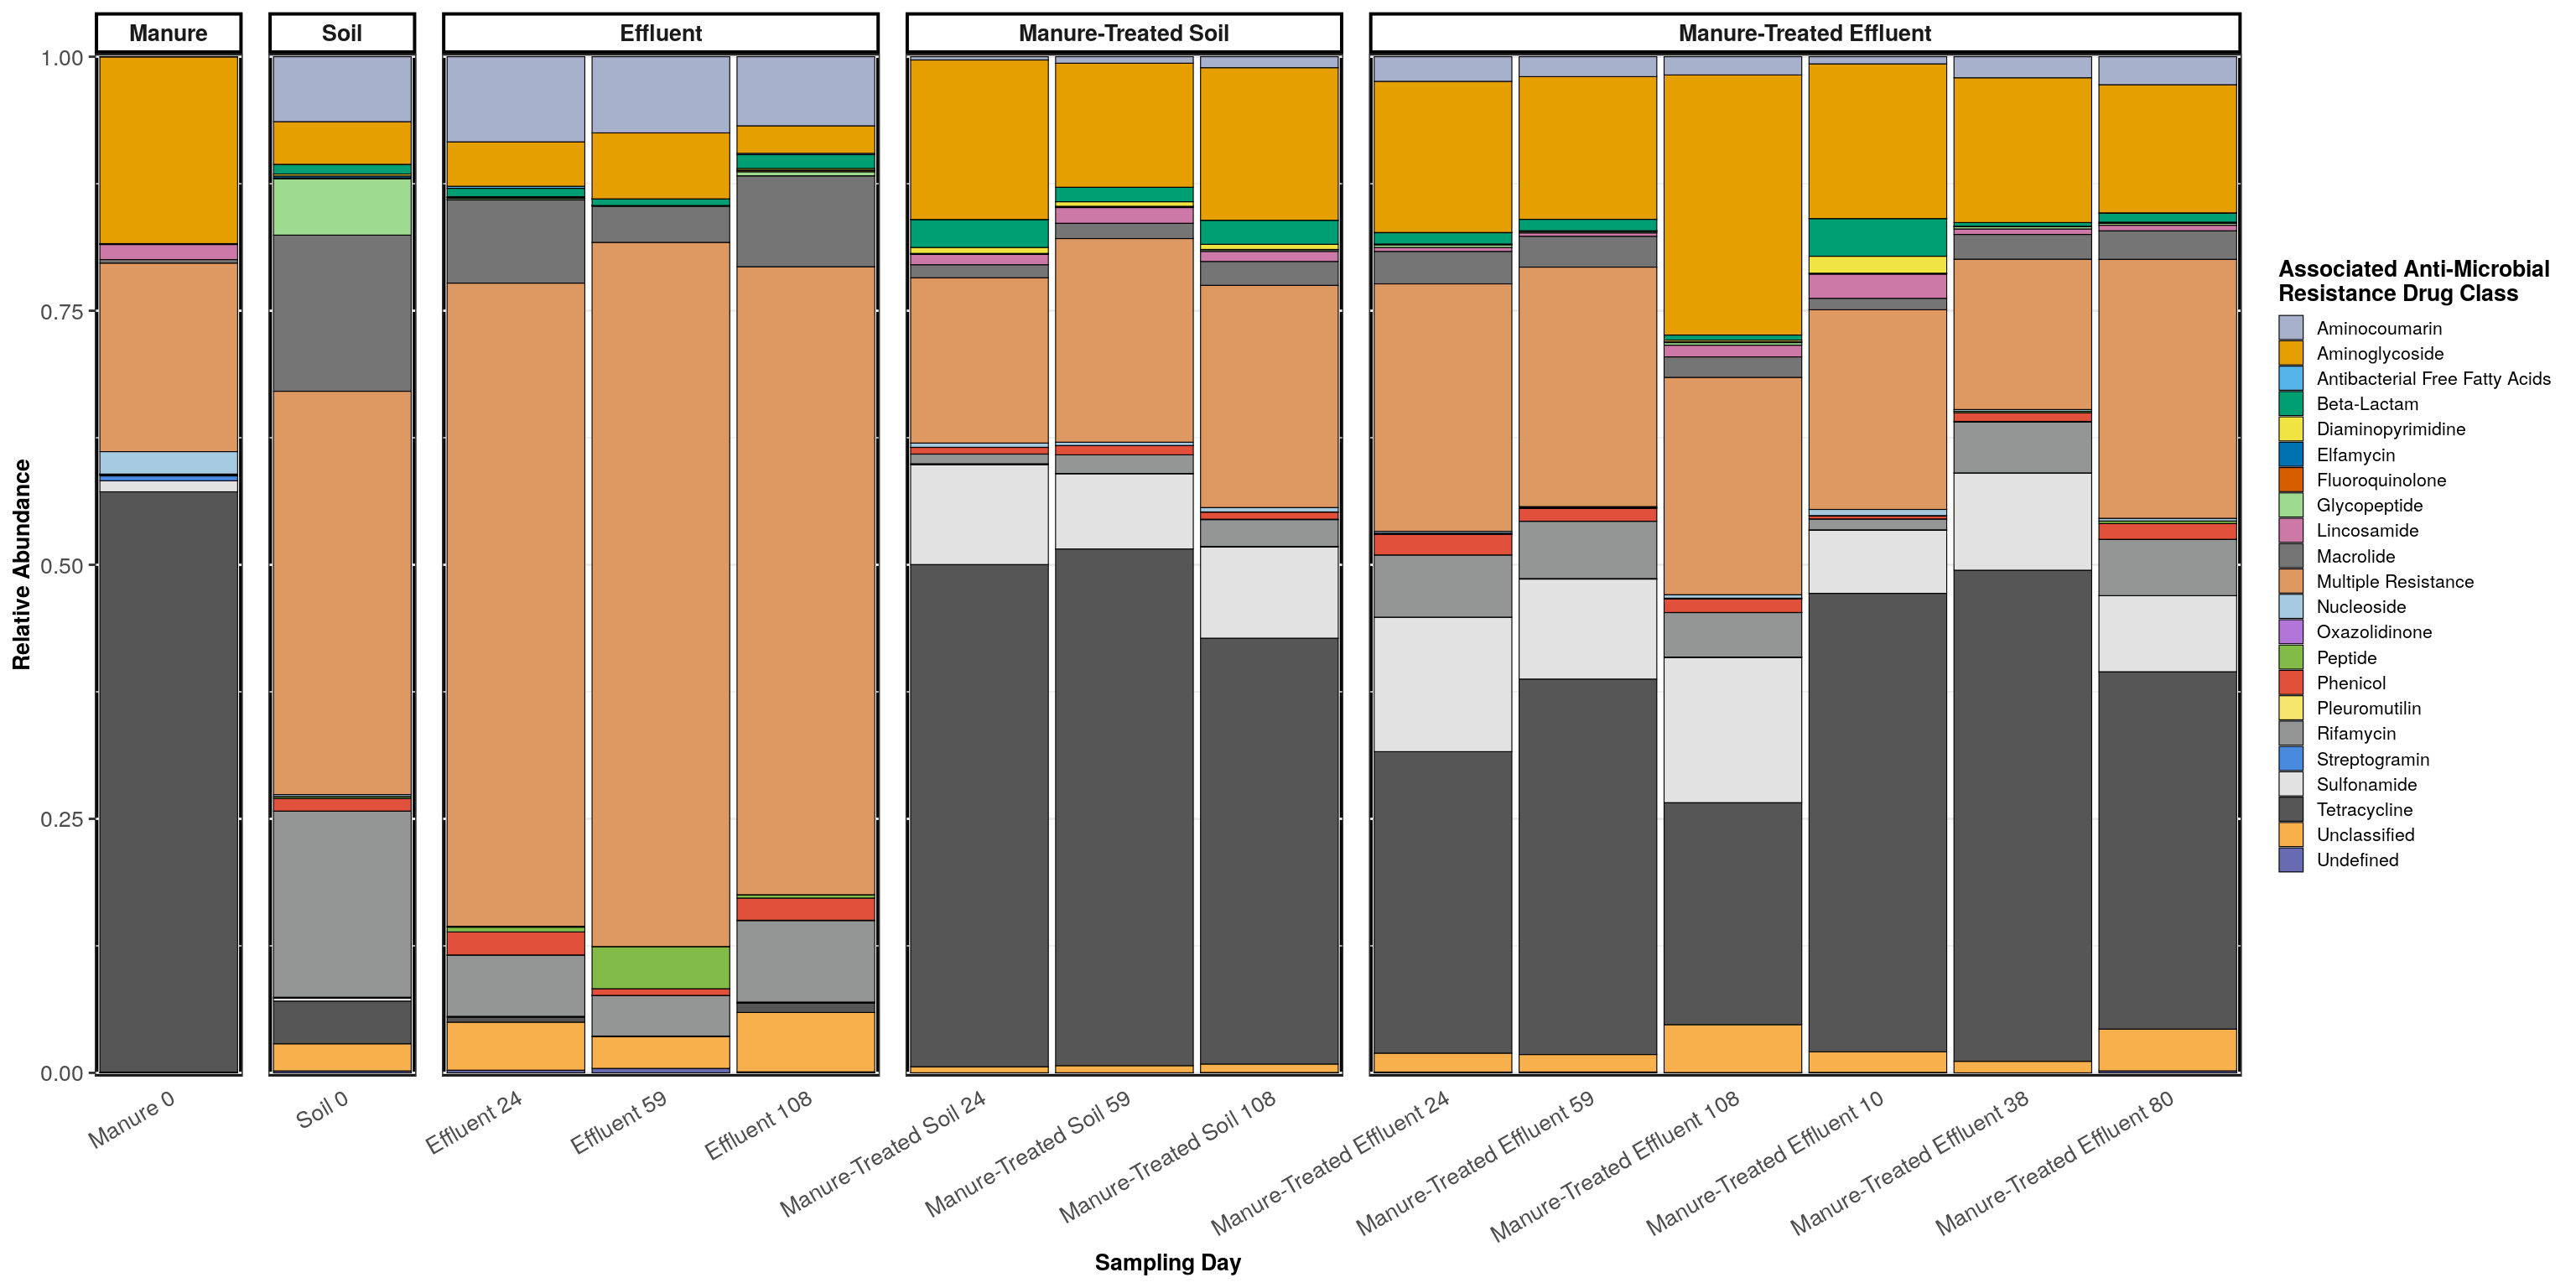 Manure
Soil
Effluent
Manure-Treated Soil
Manure-Treated Effluent
1.00
0.75
0.50
0.25
0.00
Relative Abundance
Manure 0
Soil 0
Effluent 24
Effluent 59
Effluent 108
Manure-Treated Soil 24
Manure-Treated Soil 59
Manure-Treated Soil 108
Manure-Treated Effluent 24
Manure-Treated Effluent 59
Manure-Treated Effluent 108
Manure-Treated Effluent 10
Manure-Treated Effluent 38
Manure-Treated Effluent 80
Sampling Day
Associated Anti-Microbial
Resistance Drug Class
Aminocoumarin
Aminoglycoside
Antibacterial Free Fatty Acids
Beta-Lactam
Diaminopyrimidine
Elfamycin
Fluoroquinolone
Glycopeptide
Lincosamide
Macrolide
Multiple Resistance
Nucleoside
Oxazolidinone
Peptide
Phenicol
Pleuromutilin
Rifamycin
Streptogramin
Sulfonamide
Tetracycline
Unclassified
Undefined